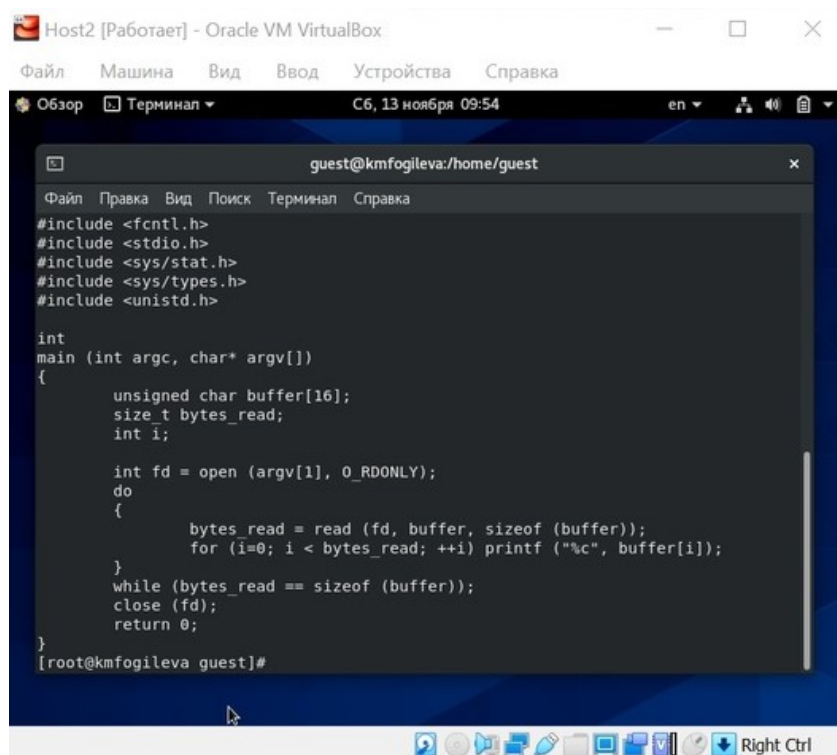 Host2 [Работает] - Oracle VM VirtualBox
Файл Машина Вид Ввод Устройства Справка
Обзор Терминал Сб, 13 ноября 09:54 en
guest@kmfogileva:/home/guest
Файл Правка Вид Поиск Терминал Справка
#include <fcntl.h>
#include <stdio.h>
#include <sys/stat.h>
#include <sys/types.h>
#include <unistd.h>
int
main (int argc, char* argv[])
{
unsigned char buffer[16];
size_t bytes_read;
int i;
int fd = open (argv[1], O_RDONLY);
do
{
bytes_read = read (fd, buffer, sizeof (buffer));
for (i=0; i < bytes_read; ++i) printf ("%c", buffer[i]);
}
while (bytes_read == sizeof (buffer));
close (fd);
return 0;
}
[root@kmfogileva guest]#
Right Ctrl